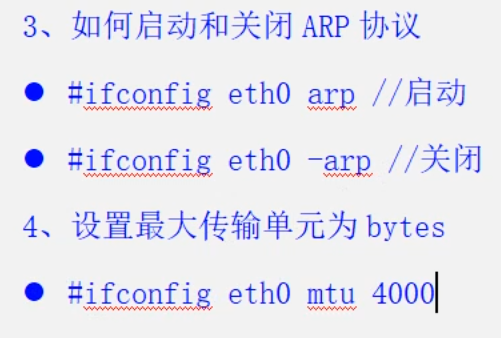 3、如何启动和关闭 ARP 协议
● #ifconfig eth0 arp //启动
● #ifconfig eth0 -arp //关闭
4、设置最大传输单元为 bytes
● #ifconfig eth0 mtu 4000